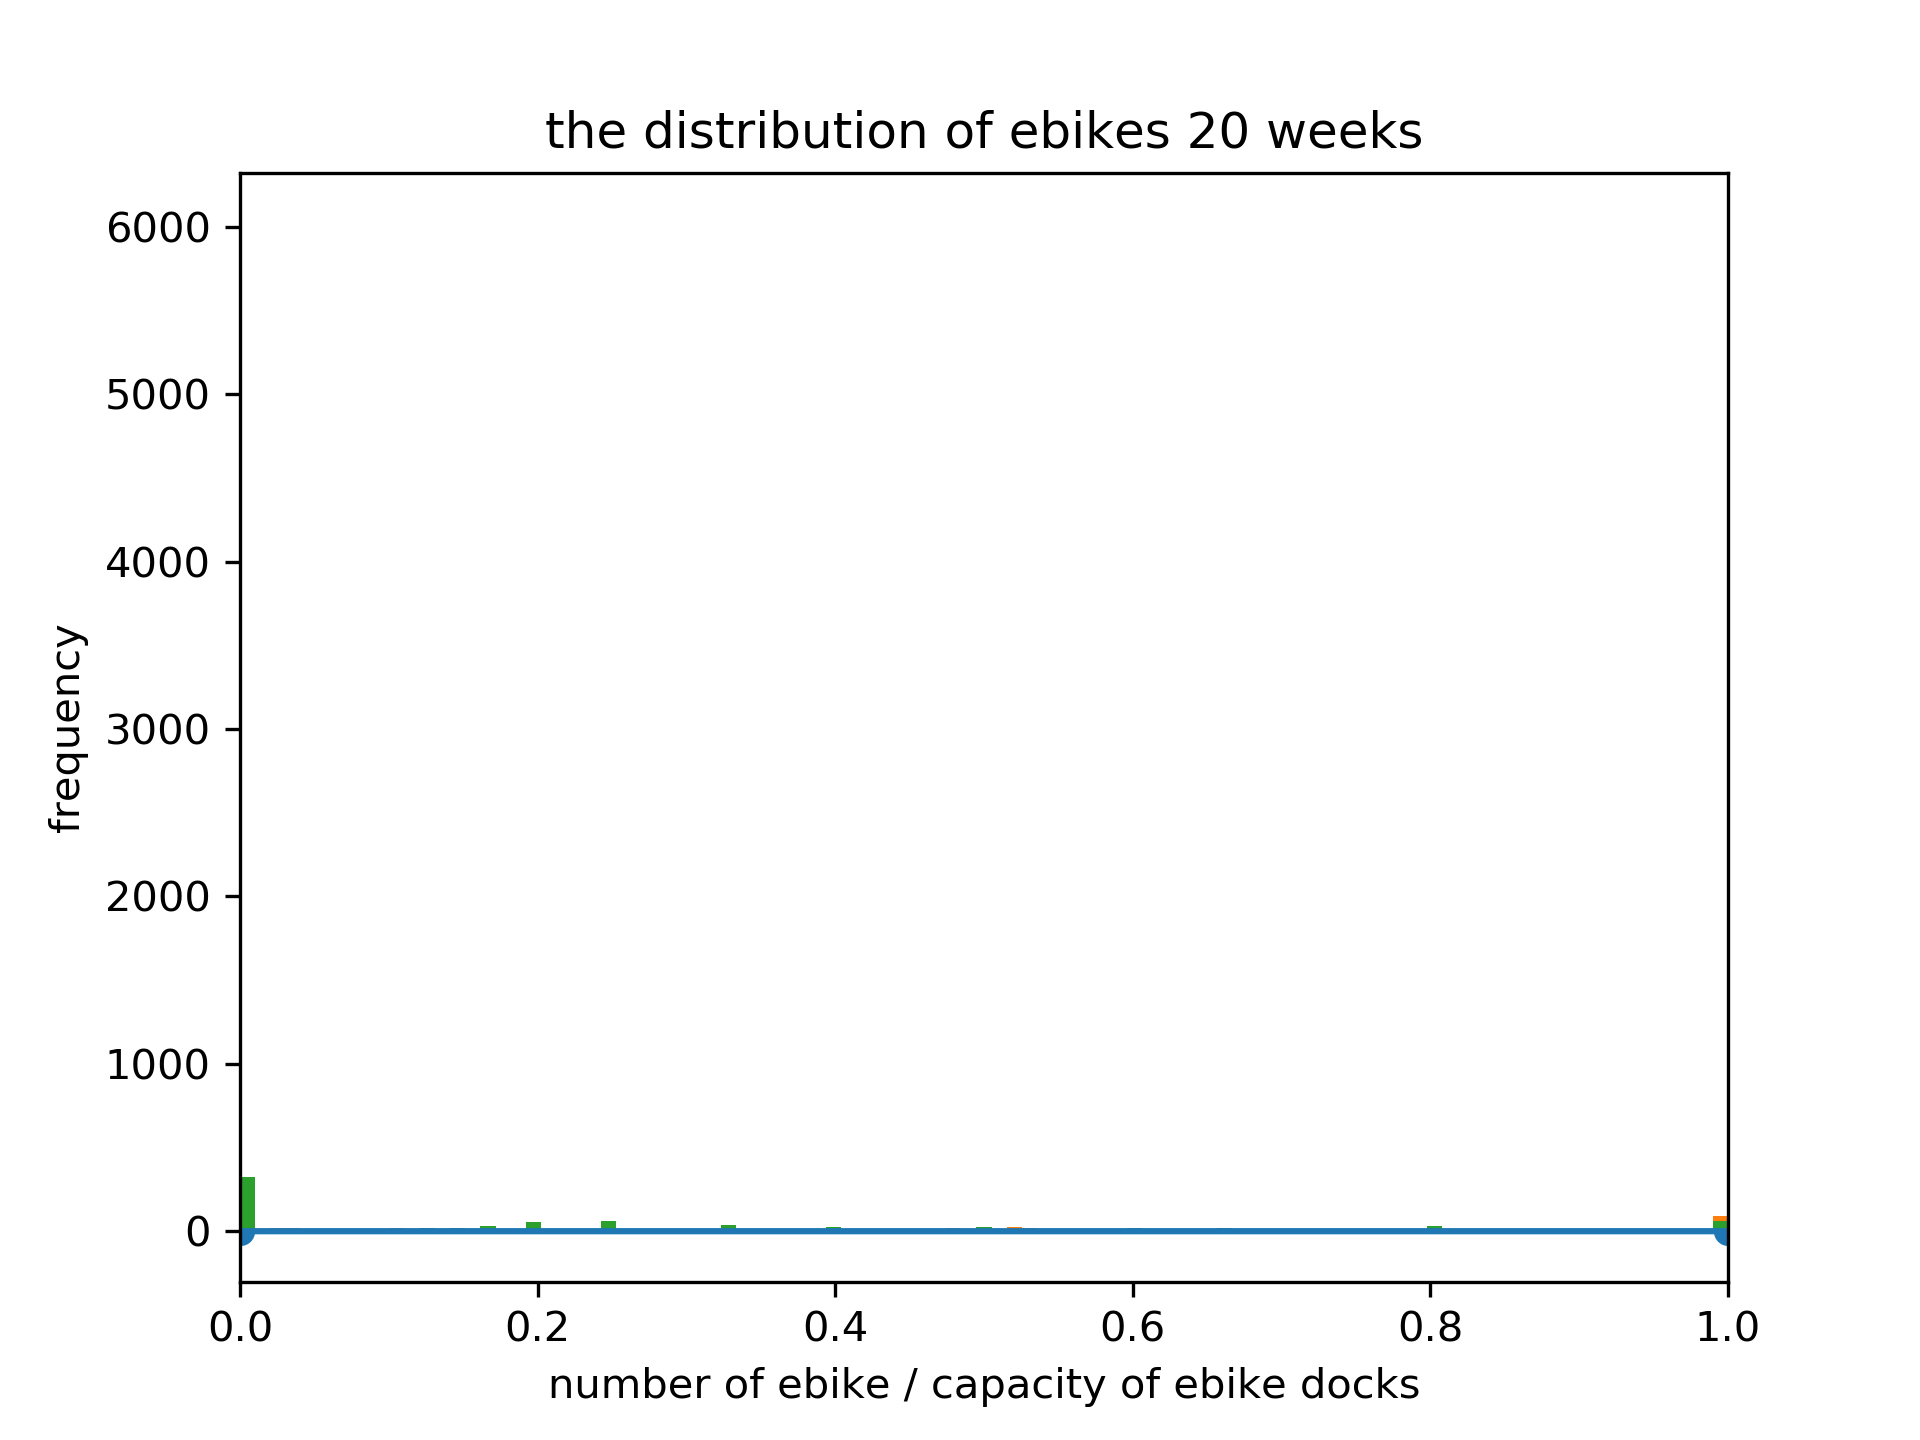 the distribution of ebikes 20 weeks
6000
5000
4000
3000
2000
1000
0
frequency
0.0 0.2 0.4 0.6 0.8 1.0
number of ebike / capacity of ebike docks